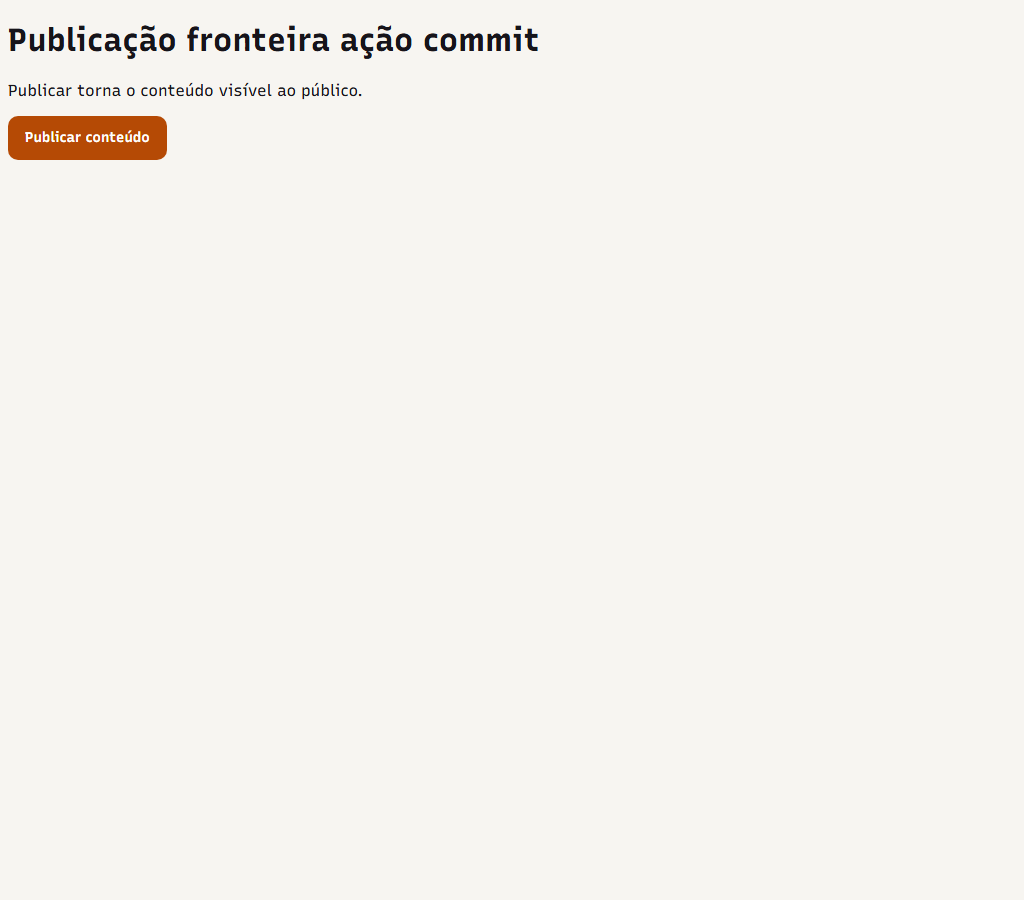 Publicação fronteira ação commit
Publicar torna o conteúdo visível ao público.
Publicar conteúdo